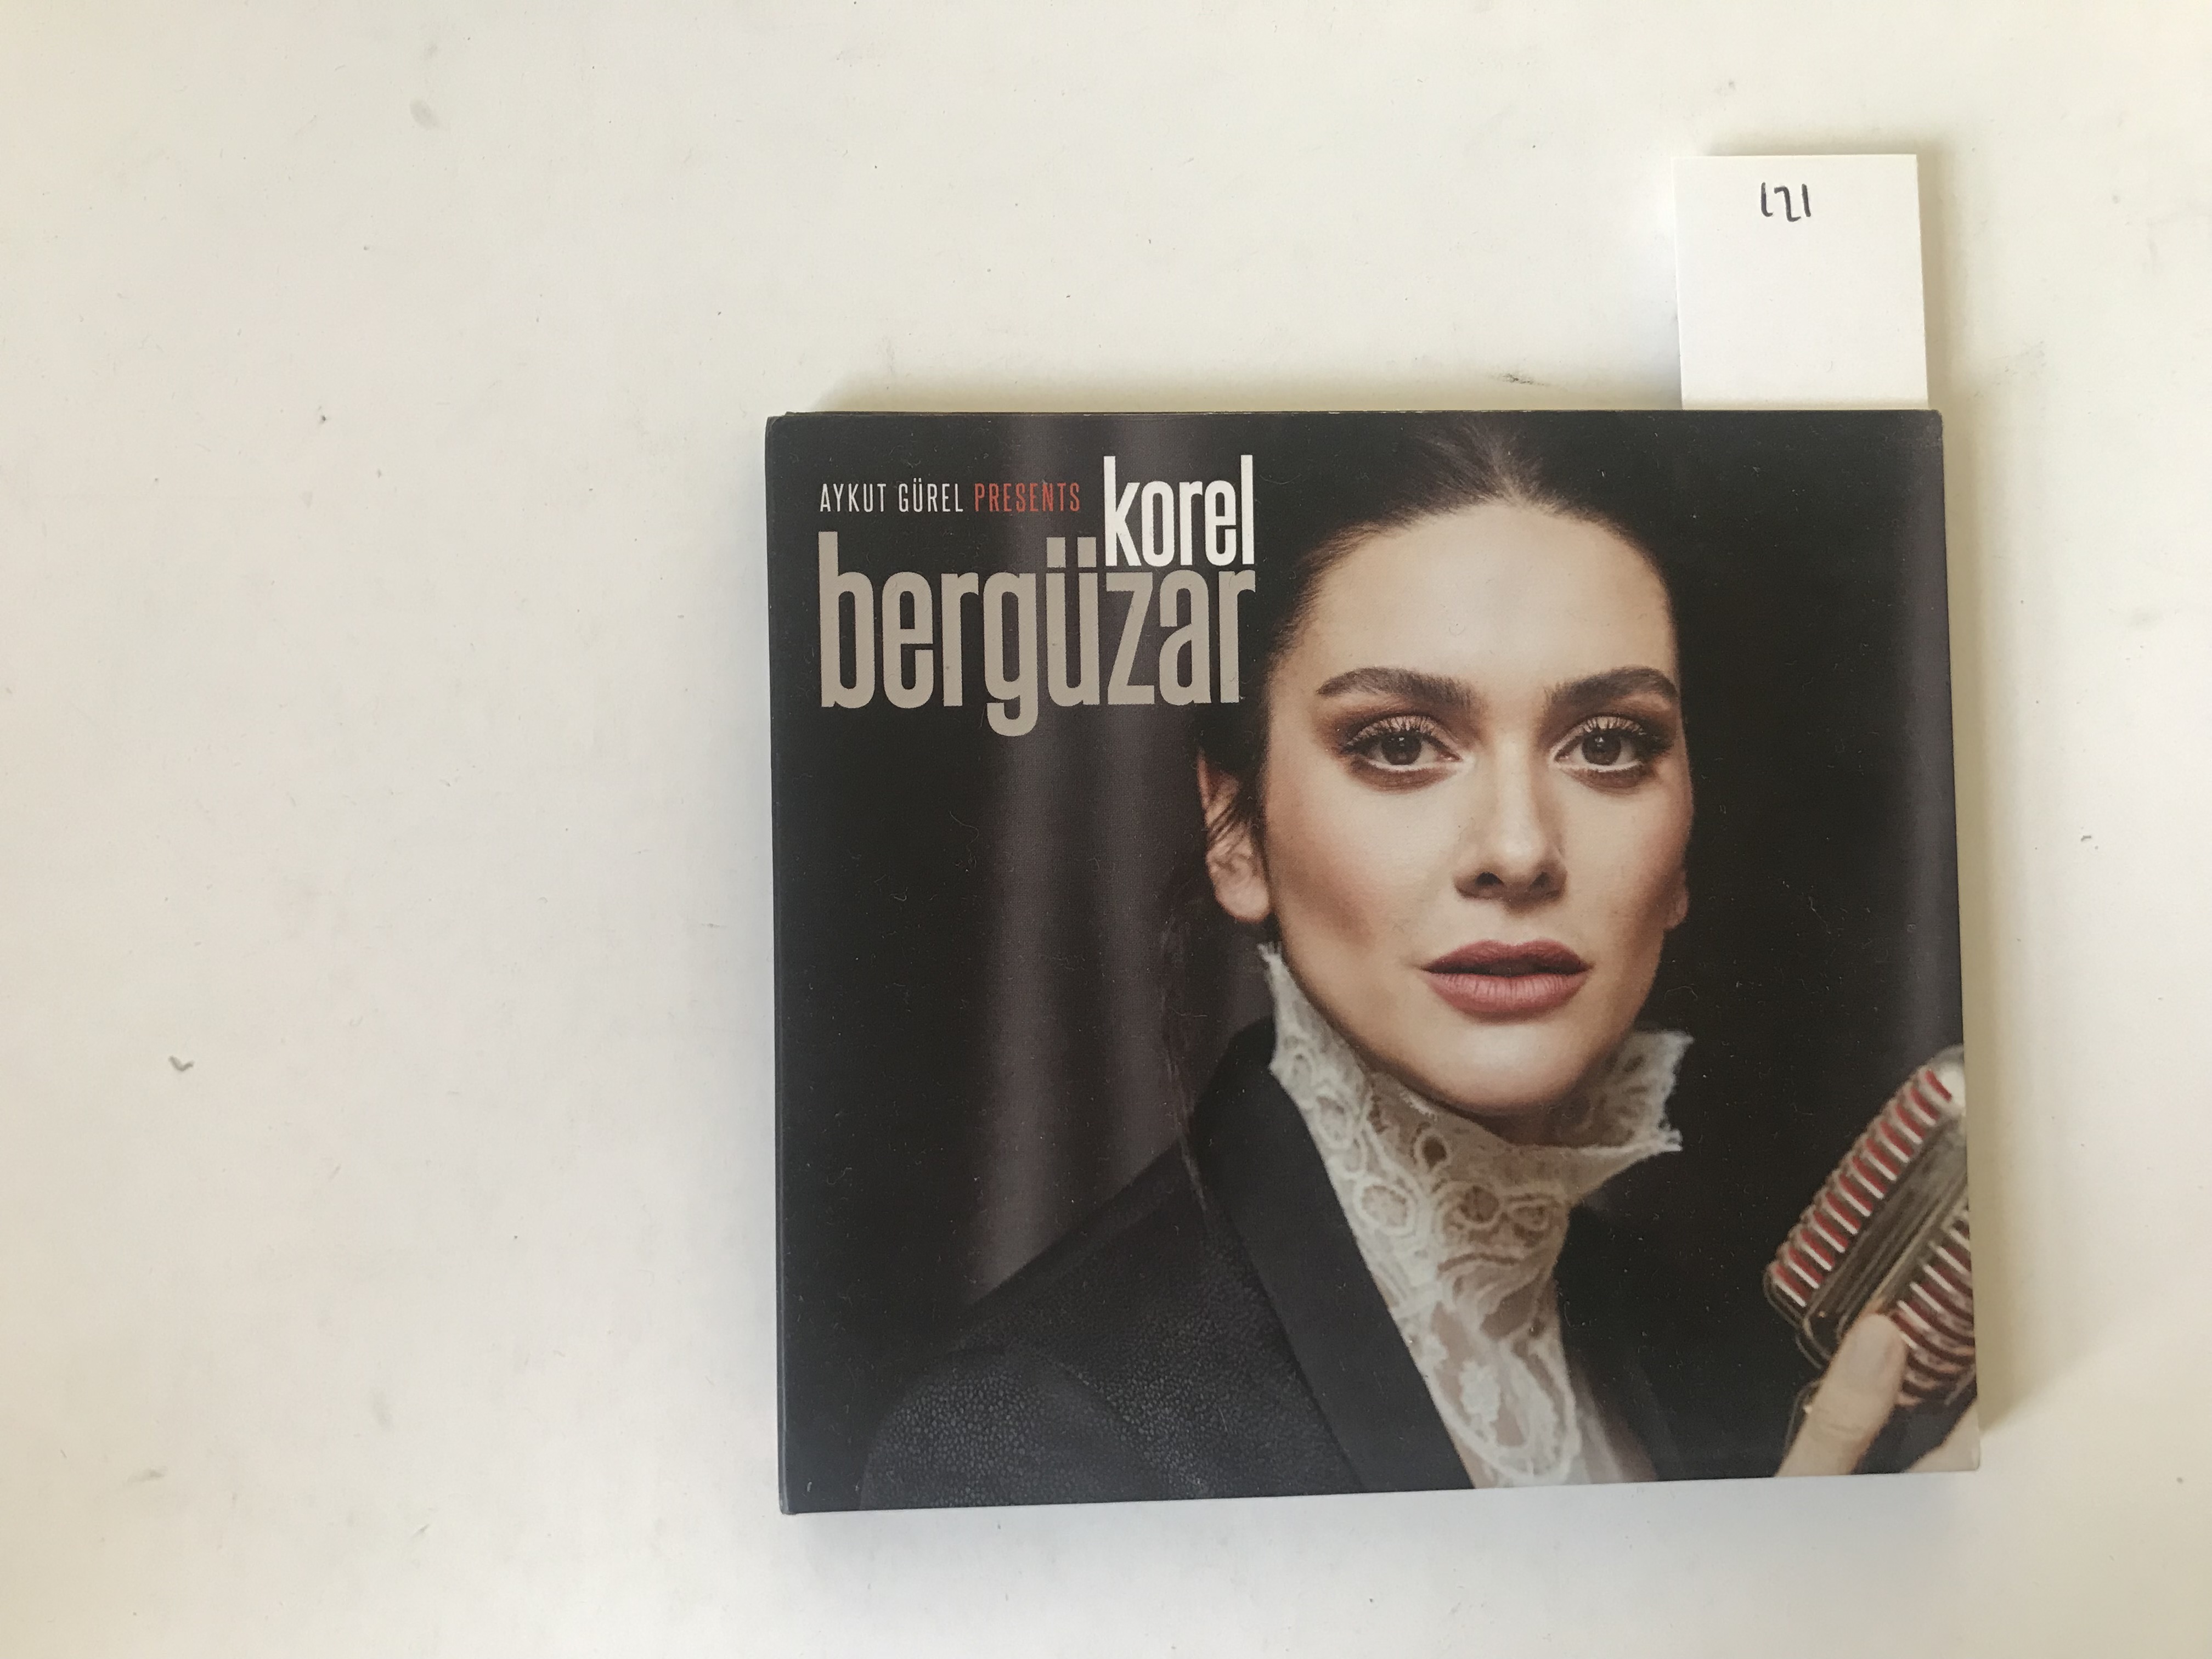 121
AYKUT GÜREL PRESENTS korel
bergüzar